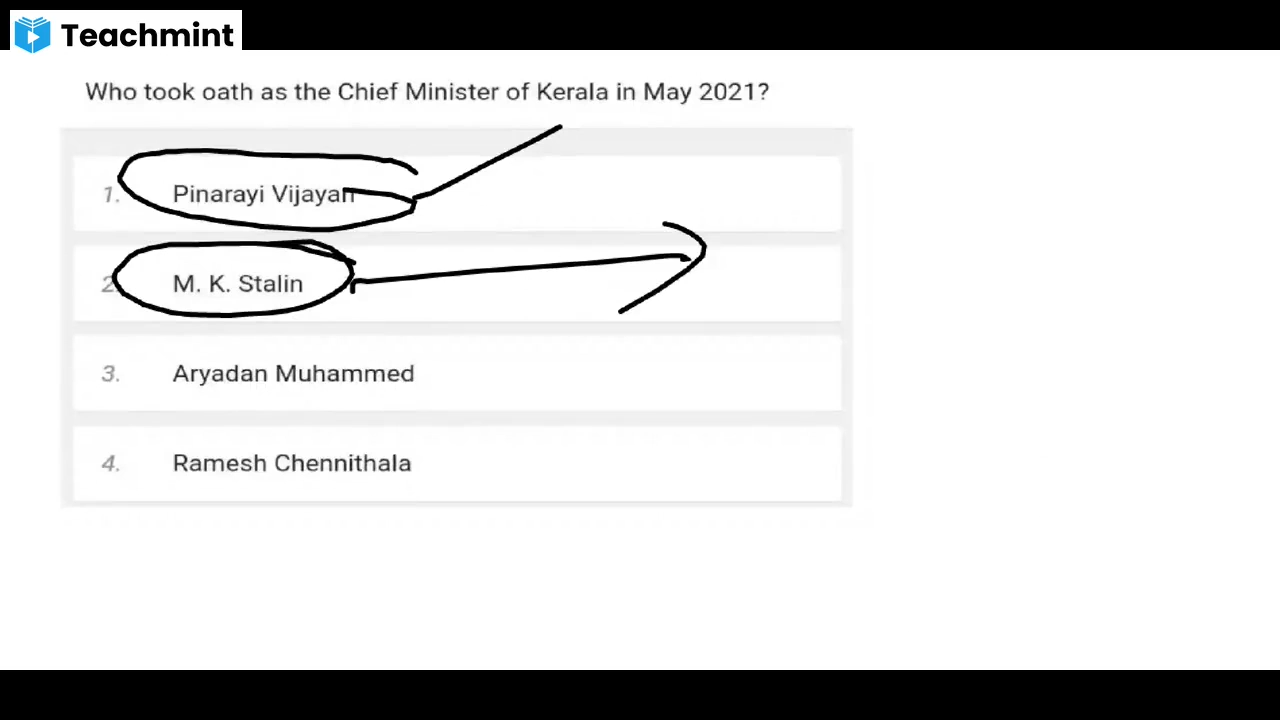 Teachmint
Who took oath as the Chief Minister of Kerala in May 2021?
1. Pinarayi Vijayan
2. M. K. Stalin
3. Aryadan Muhammed
4. Ramesh Chennithala